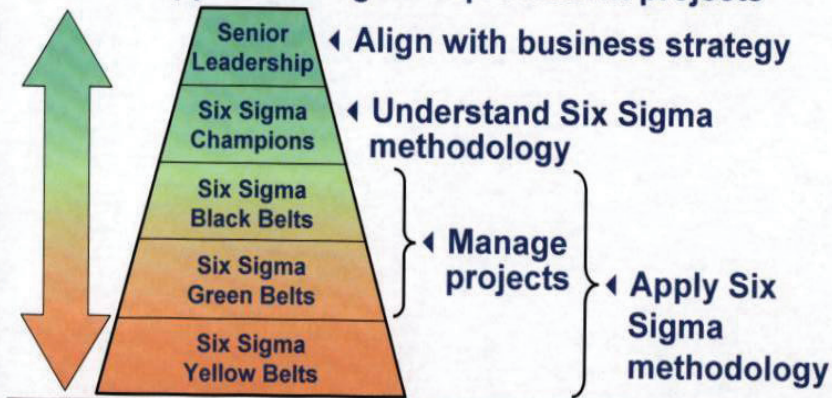 Senior
Leadership
Align with business strategy
Six Sigma
Champions
Understand Six Sigma
methodology
Six Sigma
Black Belts
Six Sigma
Green Belts
Manage
projects
Six Sigma
Yellow Belts
Apply Six
Sigma
methodology